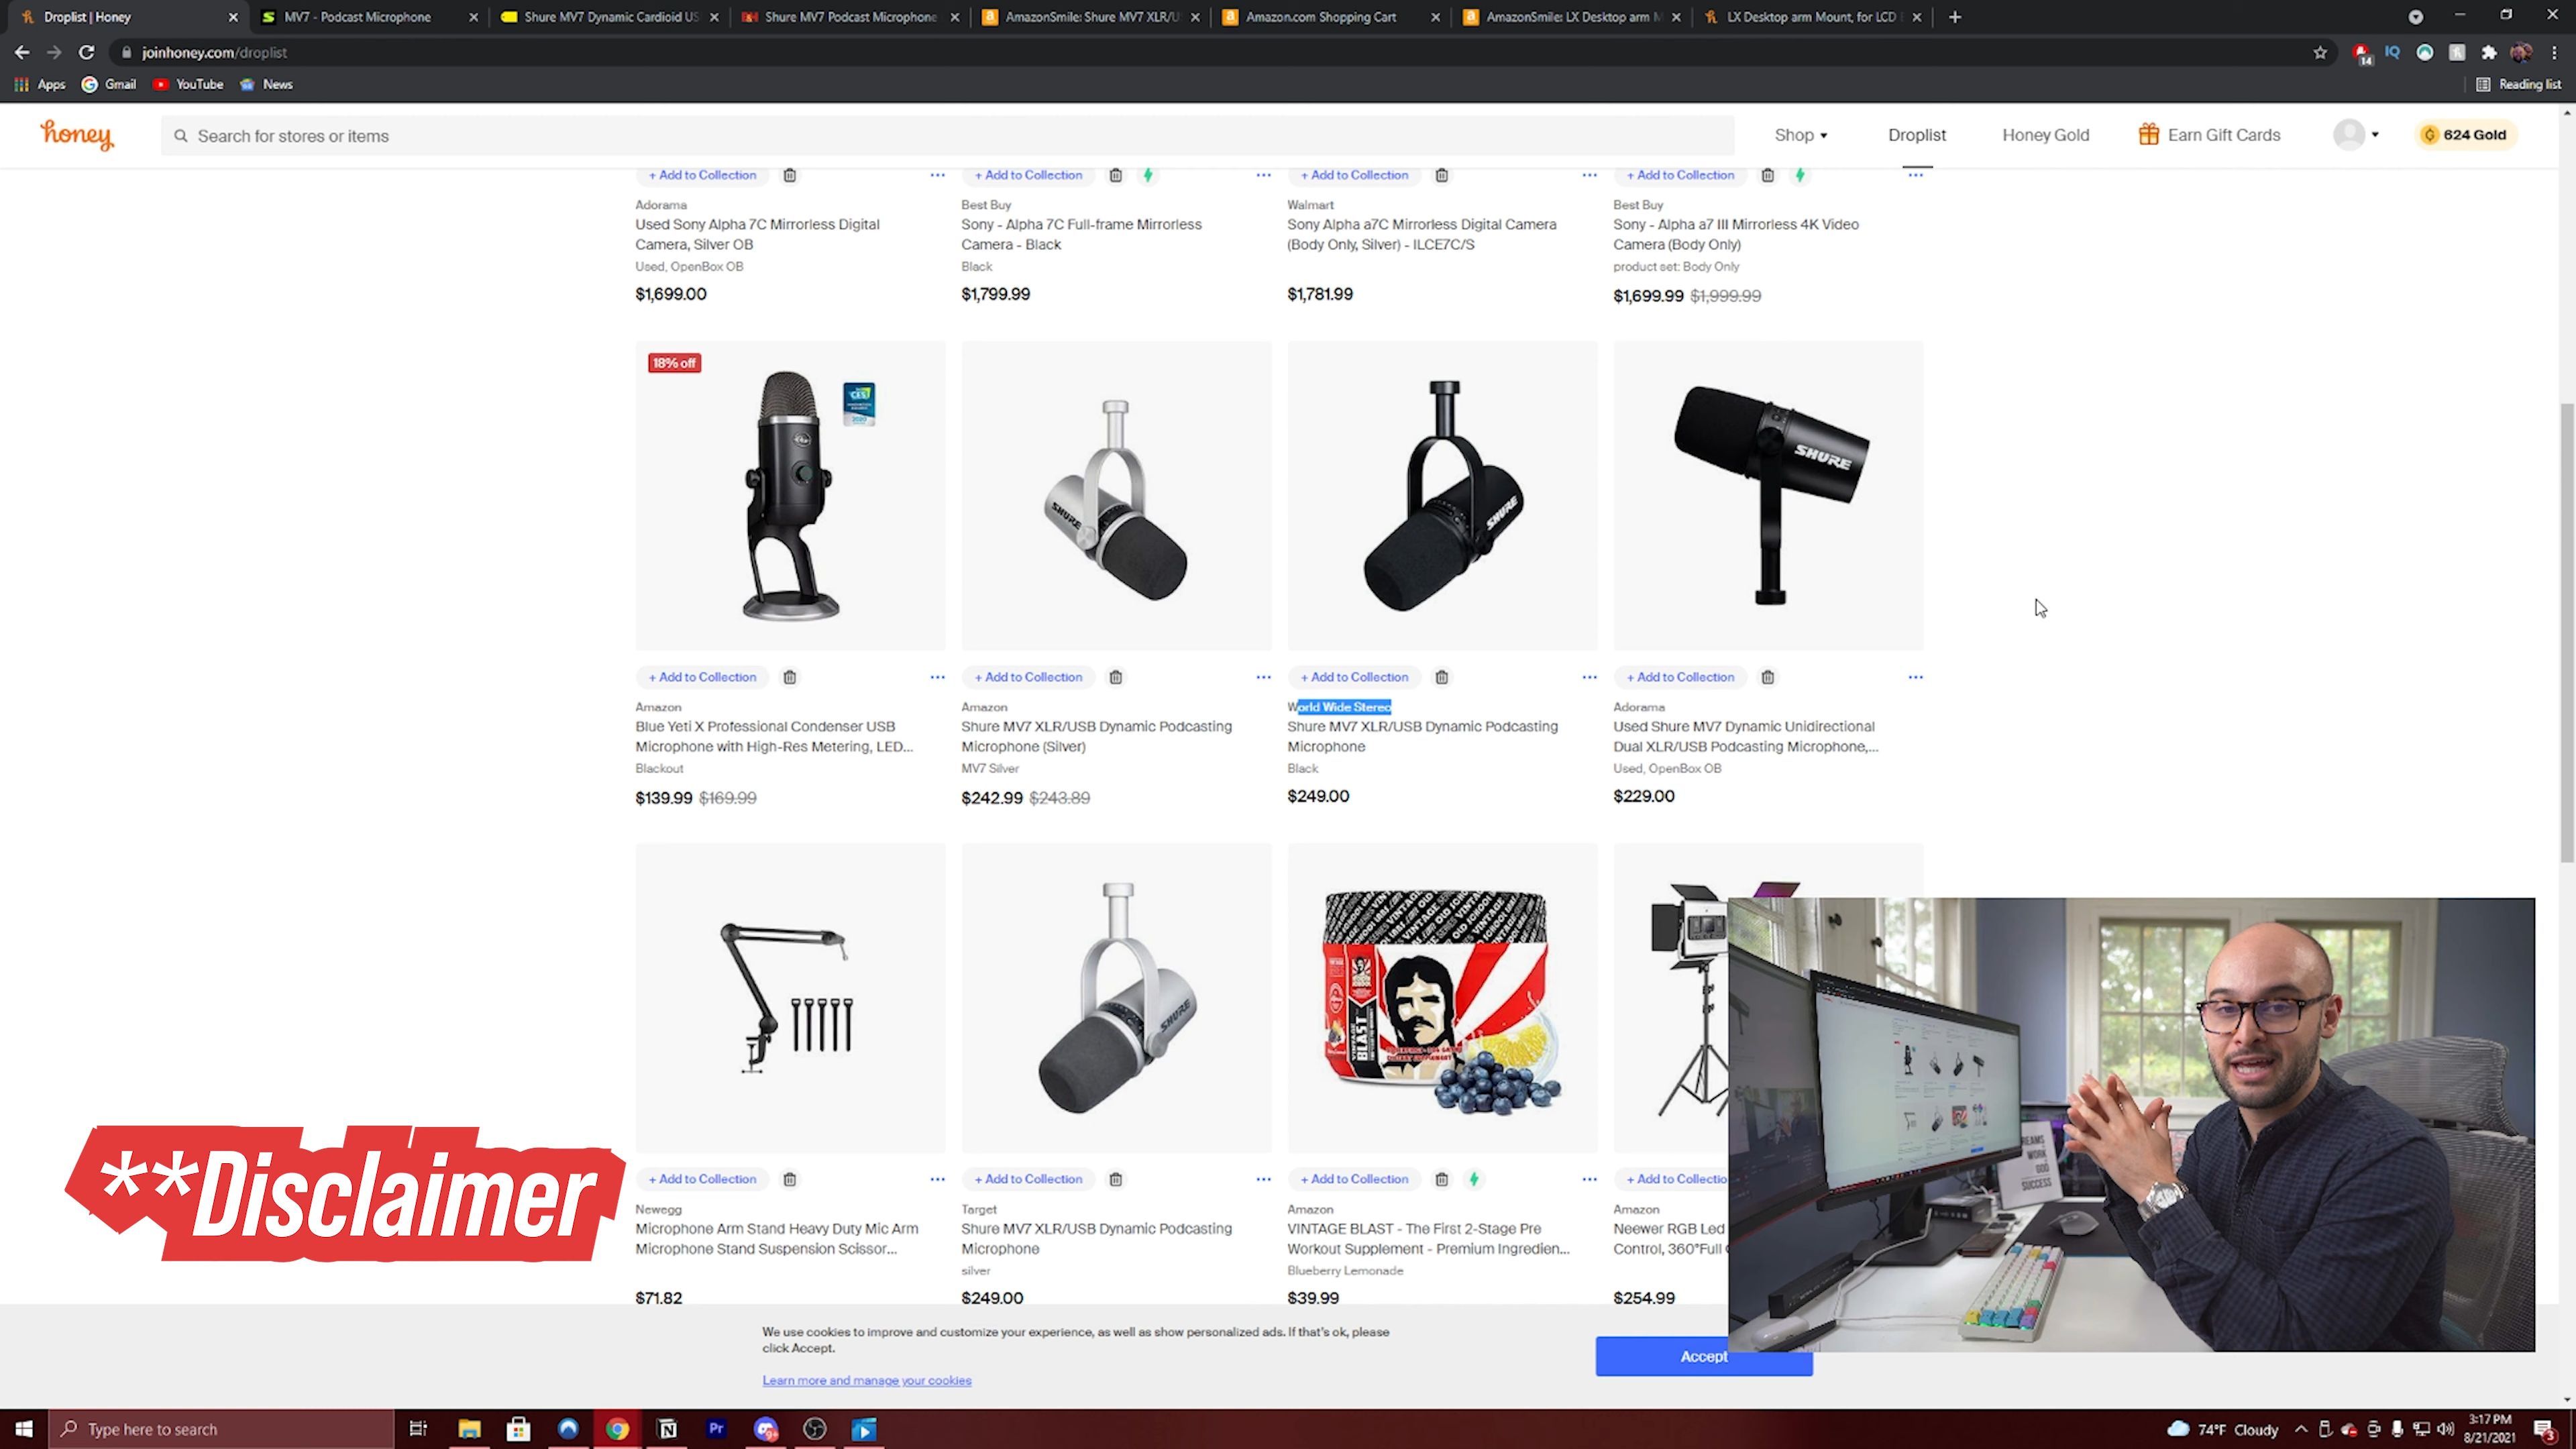 Droplist | Honey
MV7 - Podcast Microphone
Shure MV7 Dynamic Cardioid US
Shure MV7 Podcast Microphone
AmazonSmile: Shure MV7 XLR/U
Amazon.com Shopping Cart
AmazonSmile: LX Desktop arm M
LX Desktop arm Mount, for LCD
joinhoney.com/droplist
14
IQ
Apps
Gmail
YouTube
News
Reading list
honey
Search for stores or items
Shop
Droplist
Honey Gold
Earn Gift Cards
624 Gold
+ Add to Collection
+ Add to Collection
+ Add to Collection
+ Add to Collection
Adorama
Used Sony Alpha 7C Mirrorless Digital
Camera, Silver OB
Used, OpenBox OB
$1,699.00
Best Buy
Sony - Alpha 7C Full-frame Mirrorless
Camera - Black
Black
$1,799.99
Walmart
Sony Alpha a7C Mirrorless Digital Camera
(Body Only, Silver) - ILCE7C/S
$1,781.99
Best Buy
Sony - Alpha a7 III Mirrorless 4K Video
Camera (Body Only)
product set: Body Only
$1,699.99 $1,999.99
18% off
CES
2020
SHURE
SHURE
SHURE
+ Add to Collection
+ Add to Collection
+ Add to Collection
+ Add to Collection
Amazon
Blue Yeti X Professional Condenser USB
Microphone with High-Res Metering, LED...
Blackout
$139.99 $169.99
Amazon
Shure MV7 XLR/USB Dynamic Podcasting
Microphone (Silver)
MV7 Silver
$242.99 $243.89
World Wide Stereo
Shure MV7 XLR/USB Dynamic Podcasting
Microphone
Black
$249.00
Adorama
Used Shure MV7 Dynamic Unidirectional
Dual XLR/USB Podcasting Microphone,...
Used, OpenBox OB
$229.00
SHURE
VINTAGE
BLAST
+ Add to Collection
+ Add to Collection
+ Add to Collection
+ Add to Collectio
Newegg
Microphone Arm Stand Heavy Duty Mic Arm
Microphone Stand Suspension Scissor...
$71.82
Target
Shure MV7 XLR/USB Dynamic Podcasting
Microphone
silver
$249.00
Amazon
VINTAGE BLAST - The First 2-Stage Pre
Workout Supplement - Premium Ingredien...
Blueberry Lemonade
$39.99
Amazon
Neewer RGB Led
Control, 360°Full
$254.99
**Disclaimer
WORK
SUCCESS
We use cookies to improve and customize your experience, as well as show personalized ads. If that's ok, please
click Accept.
Learn more and manage your cookies
Accept
Type here to search
Pr
74°F Cloudy
3:17 PM
8/21/2021
3